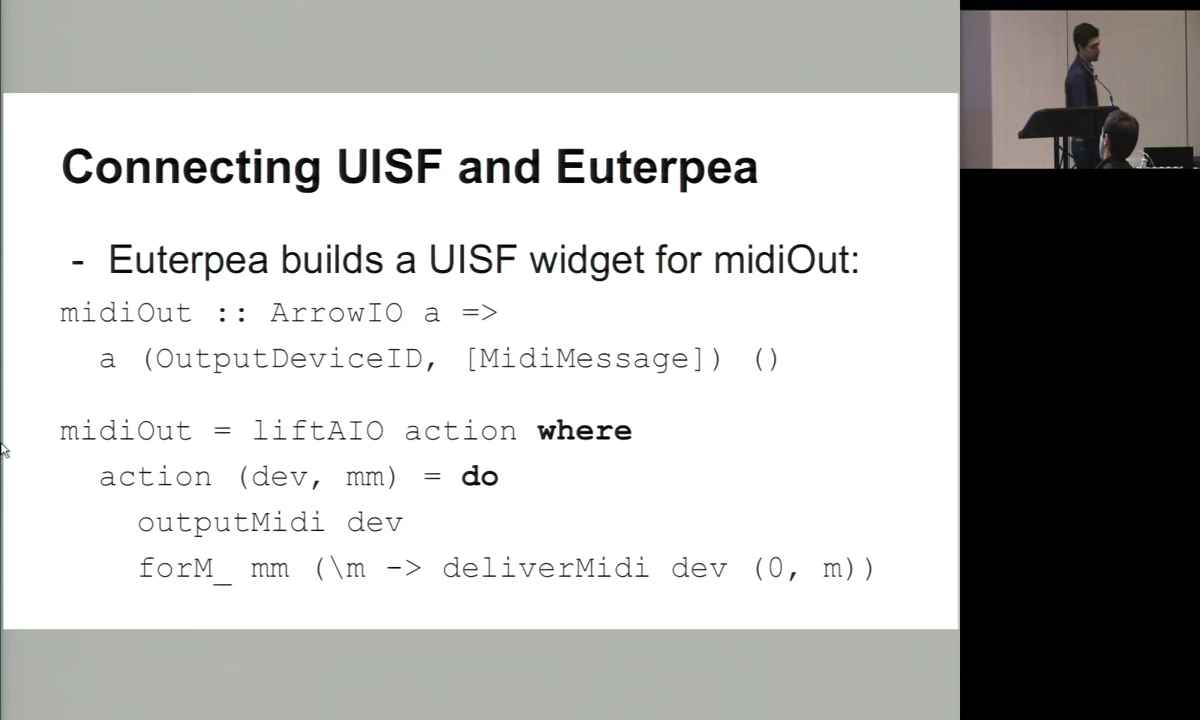 Connecting UISF and Euterpea
- Euterpea builds a UISF widget for midiOut:
midiOut :: ArrowIO a =>
a (OutputDeviceID, [MidiMessage]) ()
midiOut = liftAIO action where
action (dev, mm) = do
outputMidi dev
forM_ mm (\m -> deliverMidi dev (0, m))